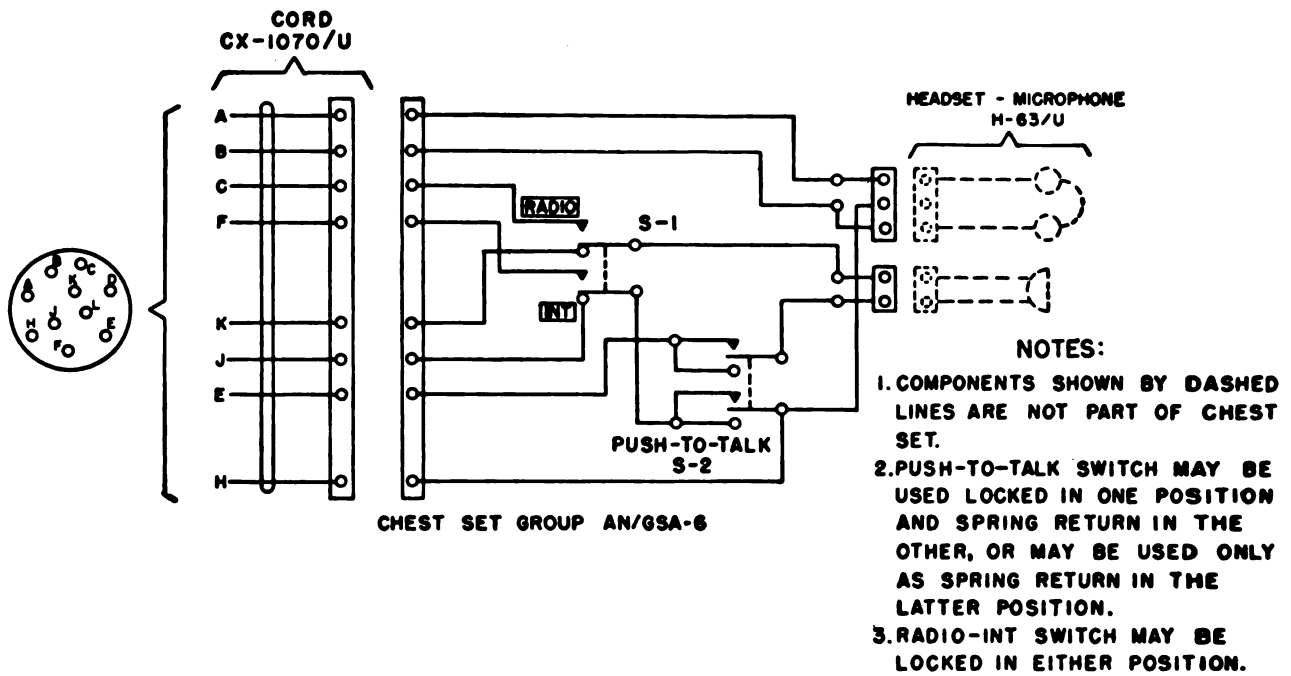 CORD
CX-1070/U
HEADSET - MICROPHONE
H-63/U
A
B
C
F
K
J
E
H
RADIO
S-1
INT
PUSH-TO-TALK
S-2
B
C
A
K
D
L
J
H
E
F
CHEST SET GROUP AN/GSA-6
NOTES:
1. COMPONENTS SHOWN BY DASHED
LINES ARE NOT PART OF CHEST
SET.
2. PUSH-TO-TALK SWITCH MAY BE
USED LOCKED IN ONE POSITION
AND SPRING RETURN IN THE
OTHER, OR MAY BE USED ONLY
AS SPRING RETURN IN THE
LATTER POSITION.
3. RADIO-INT SWITCH MAY BE
LOCKED IN EITHER POSITION.